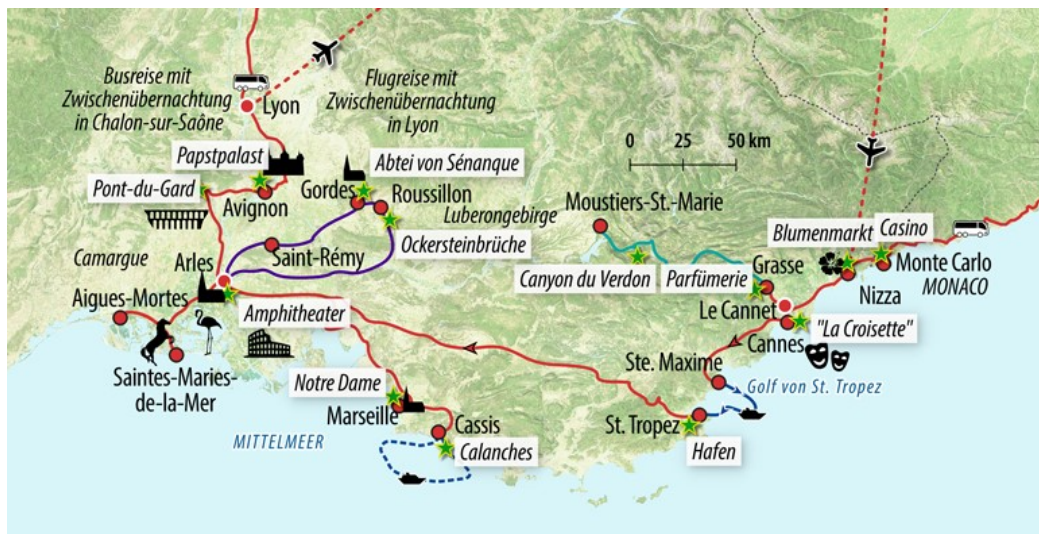 Busreise mit
Zwischenübernachtung
in Chalon-sur-Saône
Lyon
Flugreise mit
Zwischenübernachtung
in Lyon
0 25 50 km
Papstpalast
Abtei von Sénanque
Pont-du-Gard
Avignon
Gordes
Roussillon
Luberongebirge
Ockersteinbrüche
Saint-Rémy
Camargue
Arles
Aigues-Mortes
Amphitheater
Saintes-Maries-
de-la-Mer
Moustiers-St.-Marie
Canyon du Verdon
Parfümerie
Grasse
Blumenmarkt
Casino
Monte Carlo
MONACO
Nizza
Le Cannet
"La Croisette"
Cannes
Ste. Maxime
Golf von St. Tropez
St. Tropez
Hafen
Notre Dame
Marseille
Cassis
Calanches
MITTELMEER